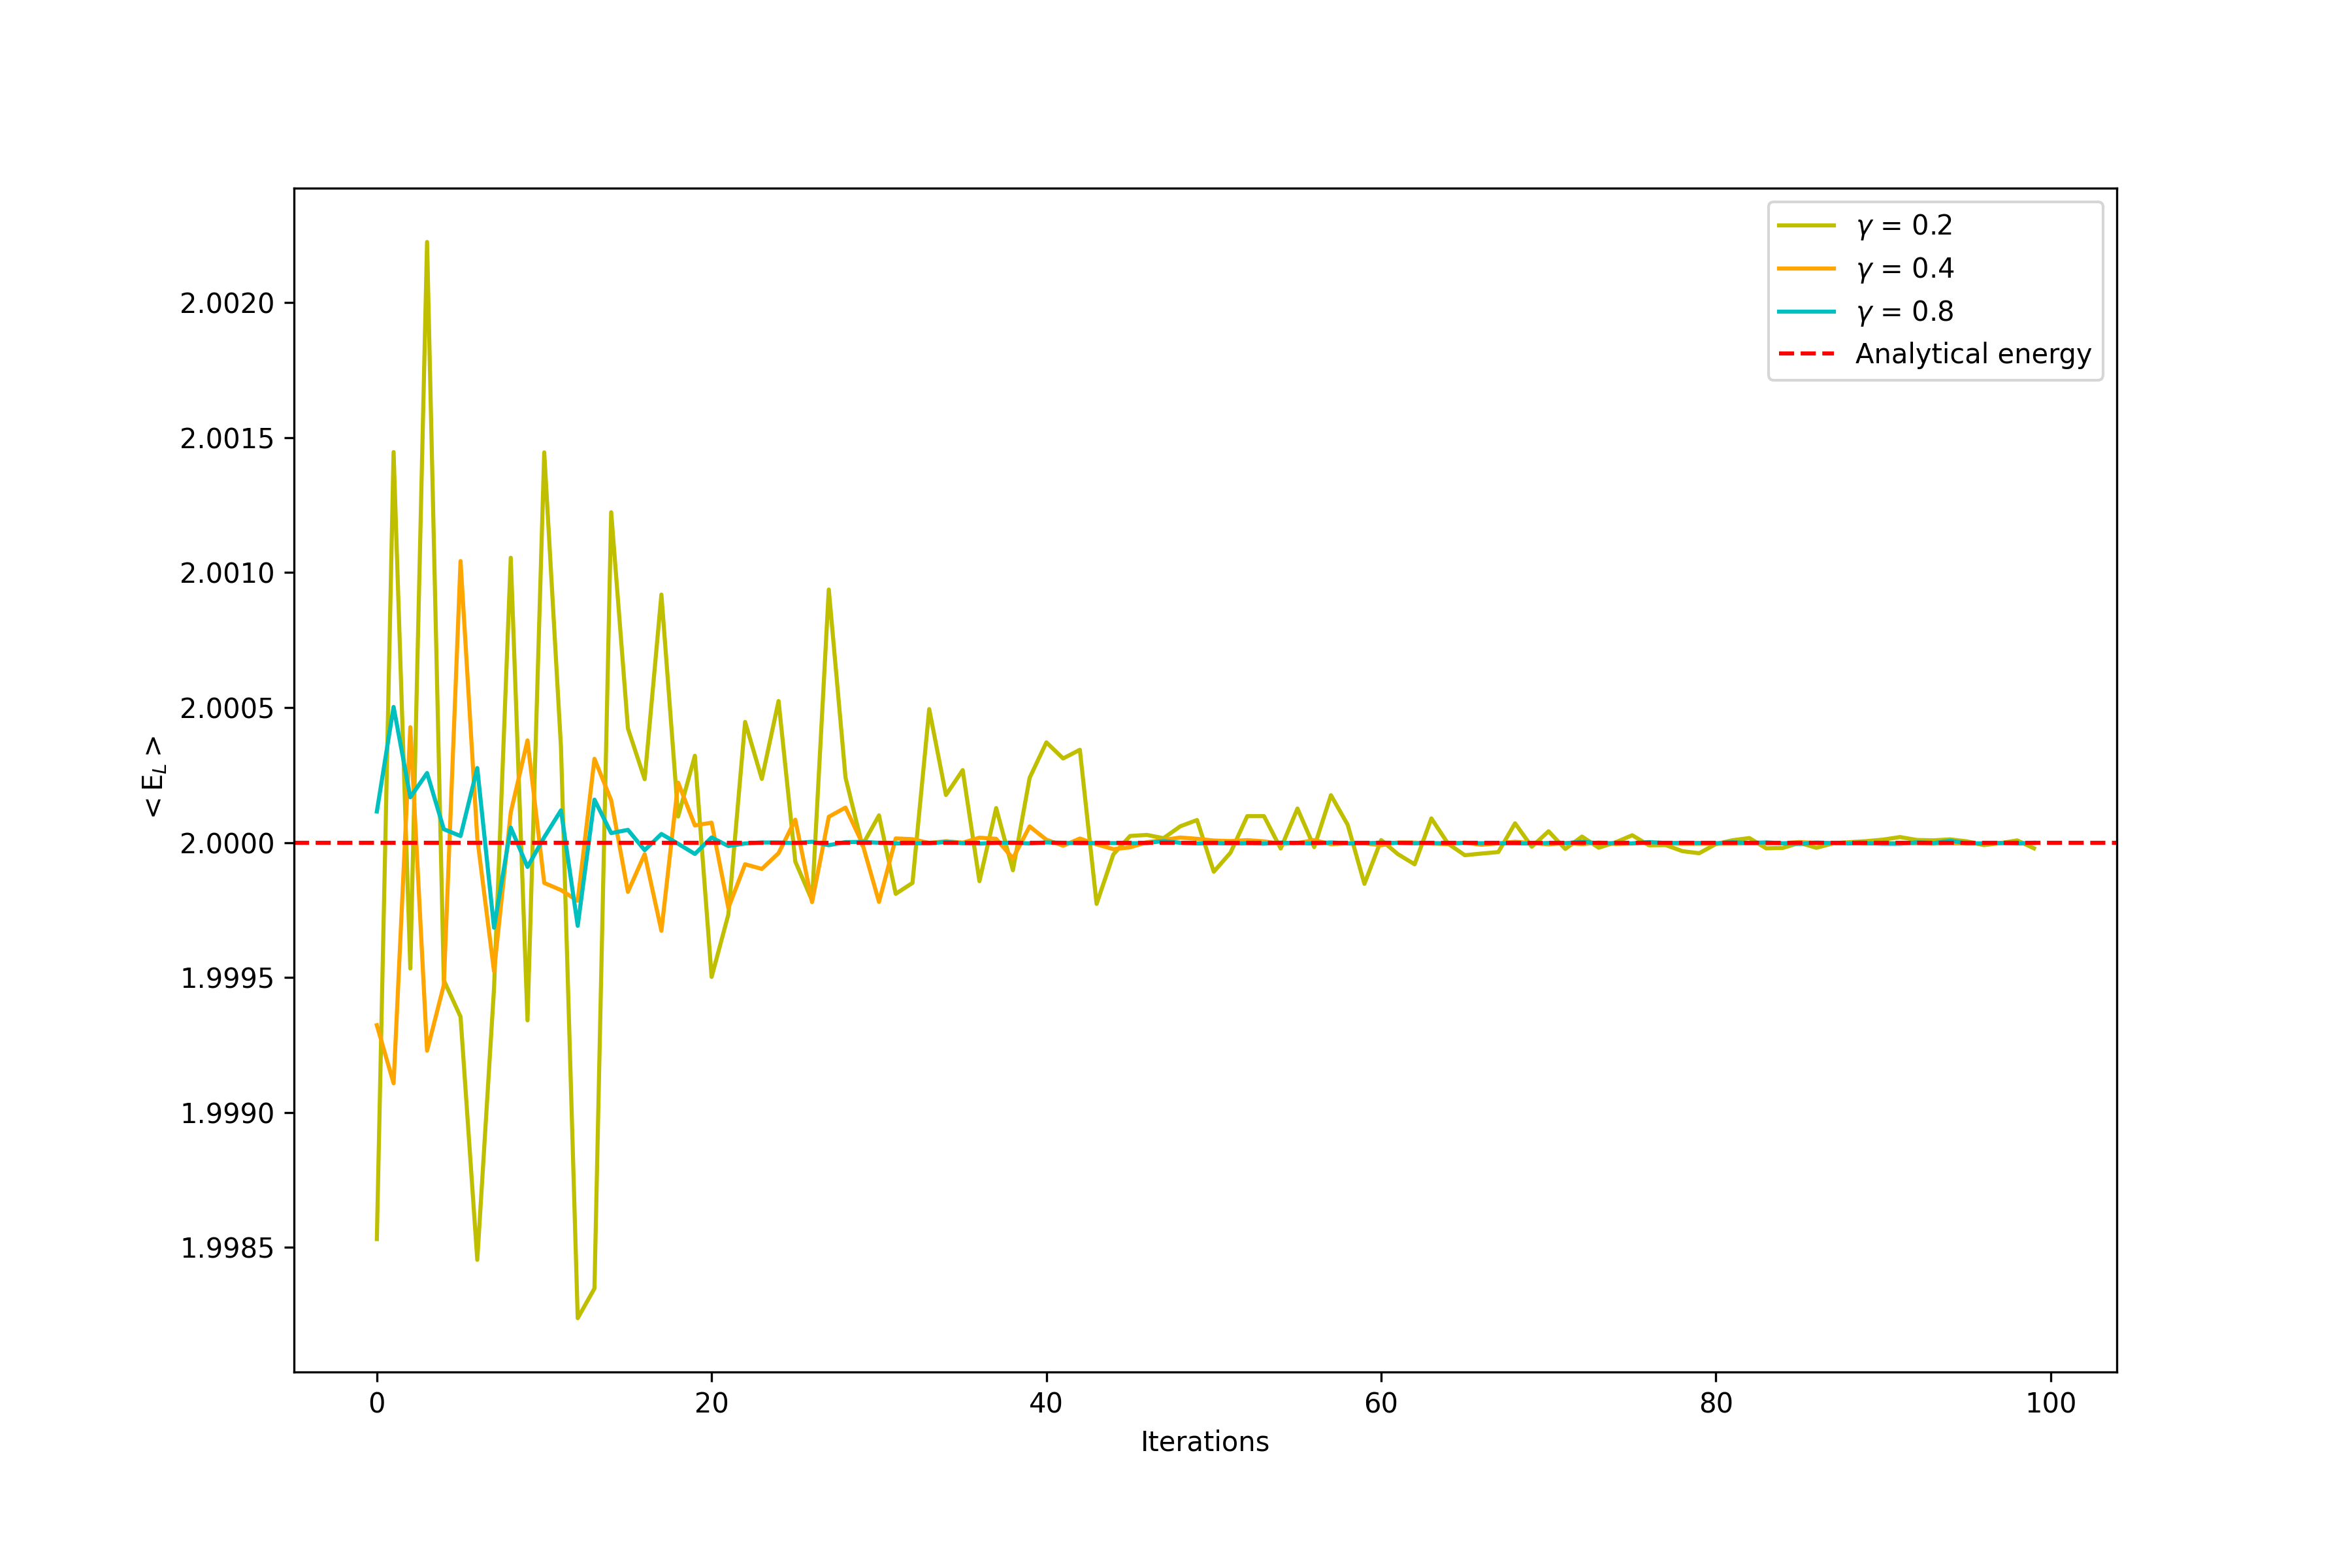 γ = 0.2
γ = 0.4
γ = 0.8
Analytical energy
2.0020
2.0015
2.0010
2.0005
2.0000
1.9995
1.9990
1.9985
< E_L >
0 20 40 60 80 100
Iterations